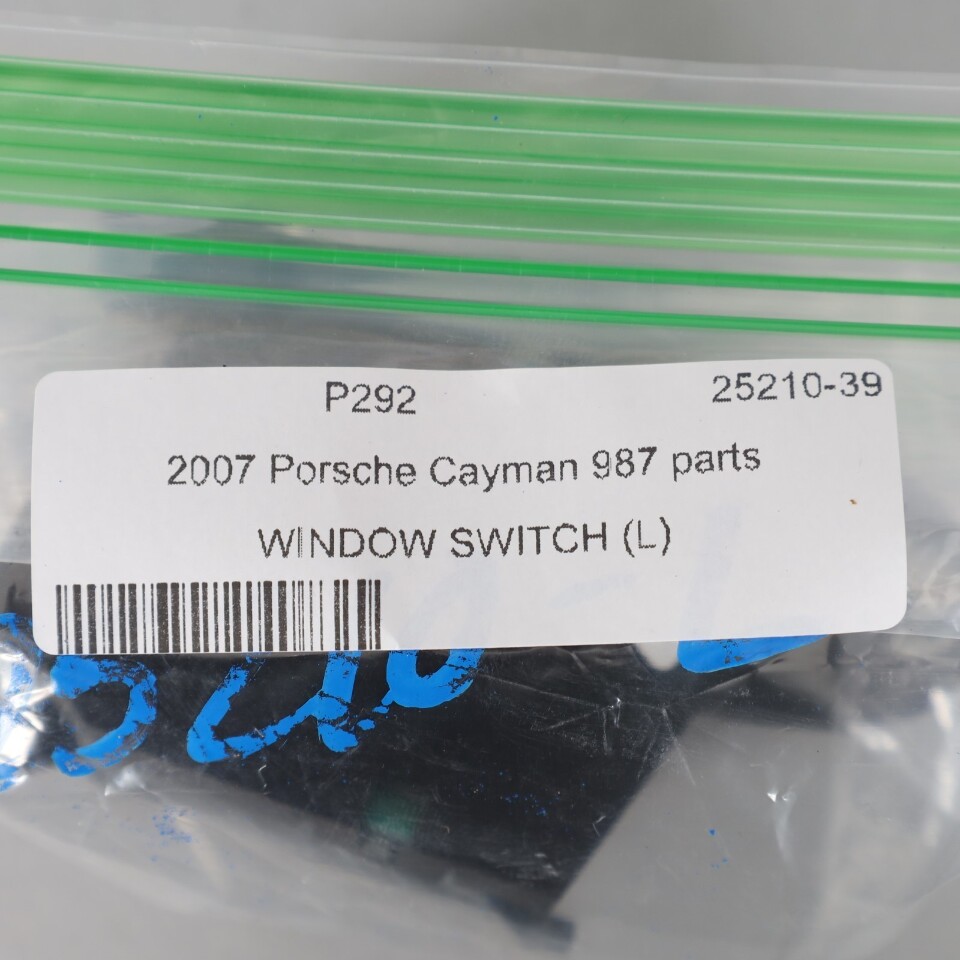 P292 25210-39
2007 Porsche Cayman 987 parts
WINDOW SWITCH (L)